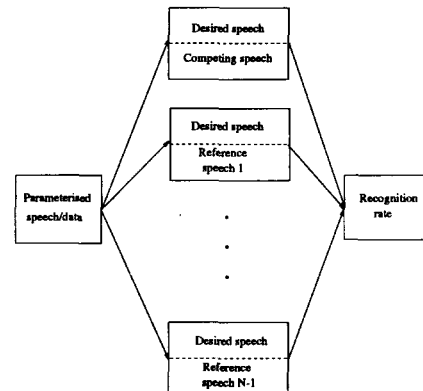 Desired speech
Competing speech
Desired speech
Reference
speech 1
Parameterised
speech/data
Recognition
rate
Desired speech
Reference
speech N-1